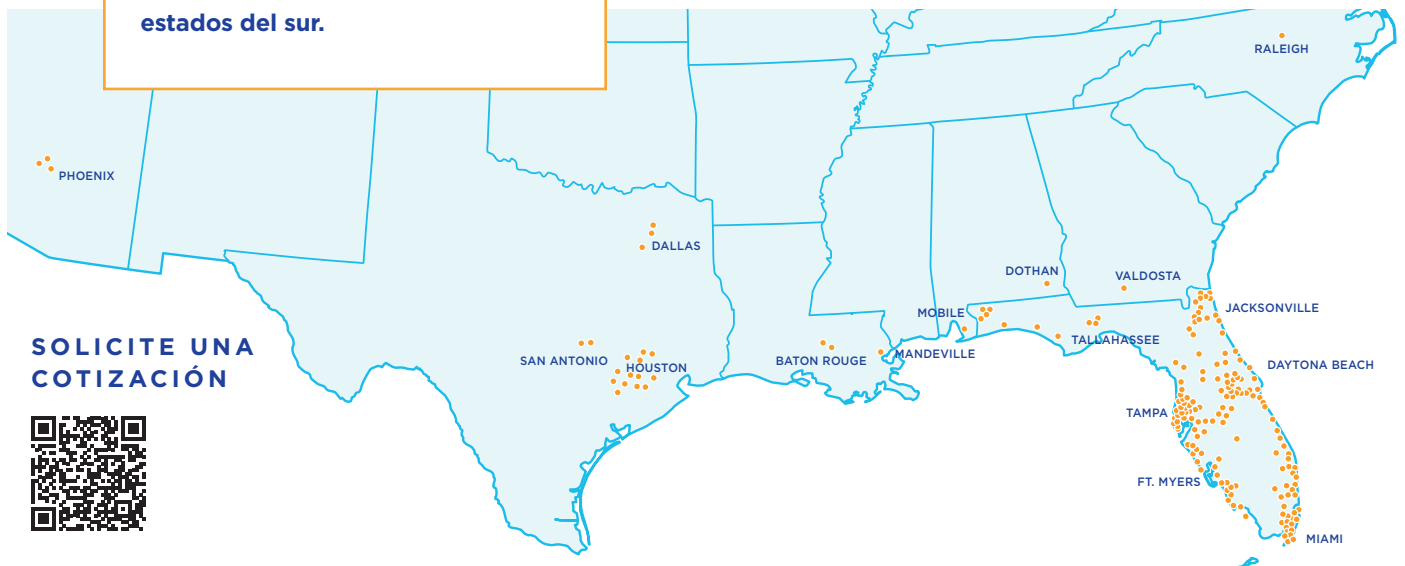 estados del sur.
RALEIGH
PHOENIX
DALLAS
DOTHAN
VALDOSTA
MOBILE
JACKSONVILLE
TALLAHASSEE
SOLICITE UNA
COTIZACIÓN
SAN ANTONIO
HOUSTON
BATON ROUGE
MANDEVILLE
DAYTONA BEACH
TAMPA
FT. MYERS
MIAMI